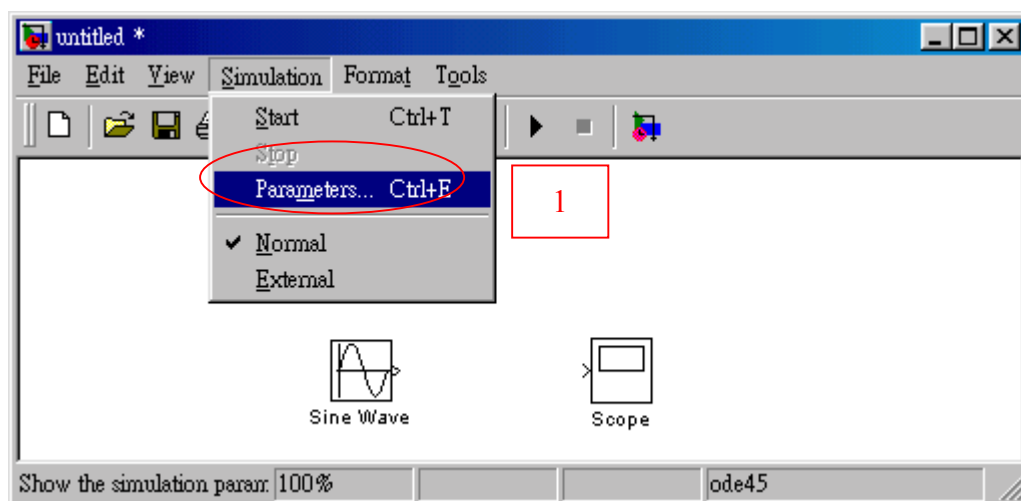 untitled *
File Edit View Simulation Format Tools
Start Ctrl+T
Stop
Parameters... Ctrl+E
1
Normal
External
Sine Wave
Scope
Show the simulation param 100% ode45